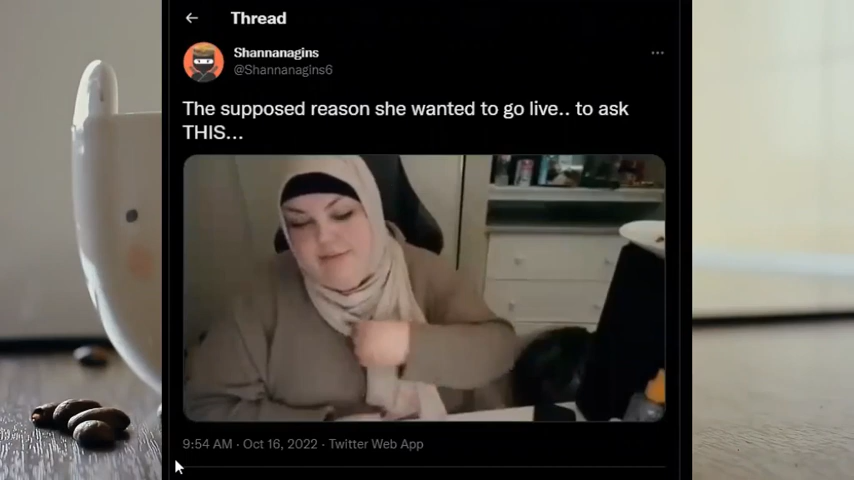 Thread
Shannanagins
@Shannanagins6
The supposed reason she wanted to go live.. to ask
THIS...
9:54 AM · Oct 16, 2022 · Twitter Web App